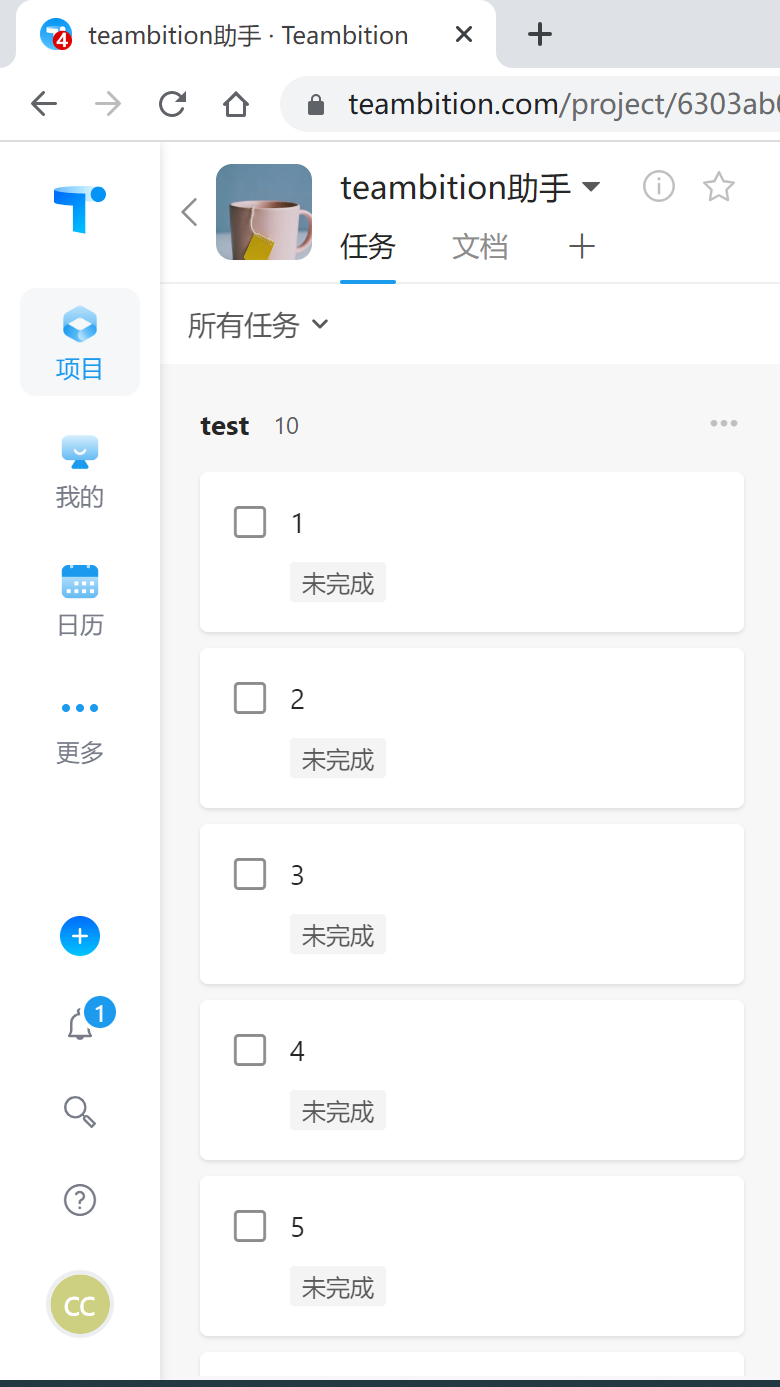 4
teambition助手 · Teambition
teambition.com/project/6303ab
teambition助手
任务 文档
项目
所有任务
我的
日历
更多
1
CC
test 10
1
未完成
2
未完成
3
未完成
4
未完成
5
未完成